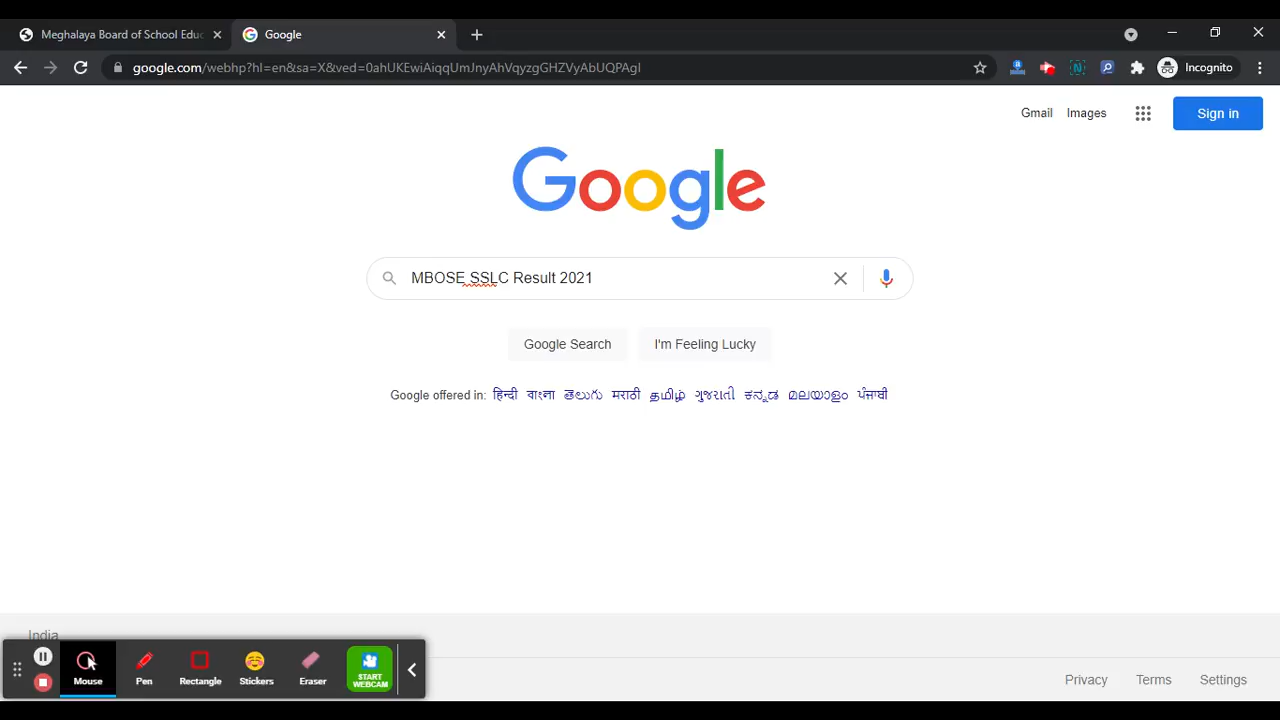 Meghalaya Board of School Educ
Google
google.com/webhp?hl=en&sa=X&ved=0ahUKEwiAiqqUmJnyAhVqyzgGHZVyAbUQPAgI
Incognito
Gmail Images Sign in
Google
MBOSE SSLC Result 2021
Google Search I'm Feeling Lucky
Google offered in: हिन्दी বাংলা తెలుగు मराठी தமிழ் ગુજરાતી ಕನ್ನಡ മലയാളം ਪੰਜਾਬੀ
India
Mouse Pen Rectangle Stickers Eraser START WEBCAM
Privacy Terms Settings